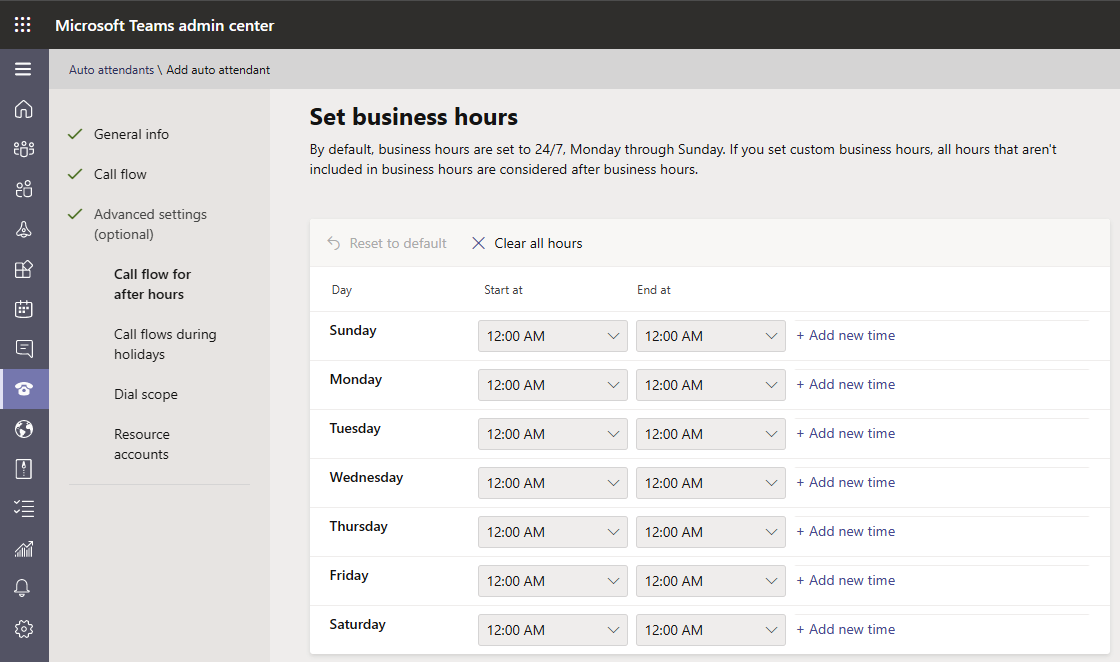 Microsoft Teams admin center
Auto attendants \ Add auto attendant
General info
Call flow
Advanced settings
(optional)
Call flow for
after hours
Call flows during
holidays
Dial scope
Resource
accounts
Set business hours
By default, business hours are set to 24/7, Monday through Sunday. If you set custom business hours, all hours that aren't
included in business hours are considered after business hours.
Reset to default Clear all hours
Day Start at End at
Sunday 12:00 AM 12:00 AM + Add new time
Monday 12:00 AM 12:00 AM + Add new time
Tuesday 12:00 AM 12:00 AM + Add new time
Wednesday 12:00 AM 12:00 AM + Add new time
Thursday 12:00 AM 12:00 AM + Add new time
Friday 12:00 AM 12:00 AM + Add new time
Saturday 12:00 AM 12:00 AM + Add new time